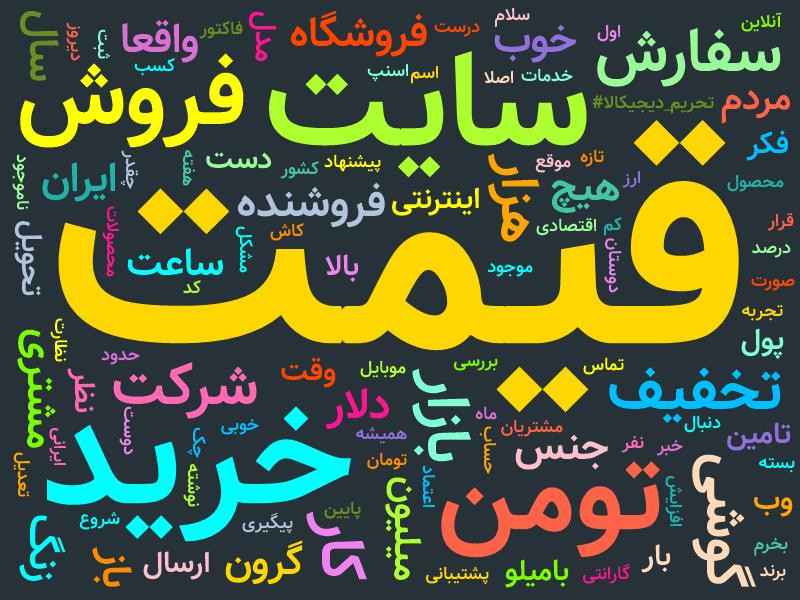 آنلاین
سلام
اول
سفارش
خوب
درست
فروشگاه
مدل
فاکتور
واقعا
ثبت
دیروز
سال
کسب
فروش
سایت
اسنپ
اسم
اصلا
خدمات
#تحریم_دیجیکالا
مردم
فکر
محصول
ارز
تازه
موقع
هیچ
هزار
پیشنهاد
کشور
دست
هفته
چقدر
ناموجود
ایران
قیمت
اینترنتی
فروشنده
کم
اقتصادی
دوستان
کاش
مشکل
محصولات
تحویل
قرار
درصد
صورت
تجربه
پول
موجود
بالا
ساعت
کد
نظارت
مشتری
حدود
نظر
شرکت
وقت
موبایل
بررسی
تماس
تخفیف
دلار
بازار
ماه
مشتریان
دنبال
تامین
بسته
خبر
نفر
جنس
حساب
همیشه
خوبی
چک
دوست
ایرانی
تعدیل
خرید
تومان
نوشته
اعتماد
میلیون
تومن
افزایش
گوشی
وب
بخرم
برند
بار
گارانتی
بامیلو
پشتیبانی
پایین
پیگیری
کار
گرون
ارسال
شروع
باز
زنگ